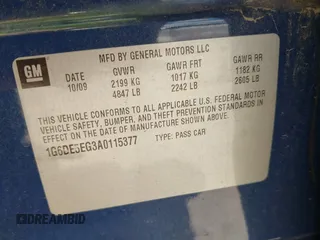 MFD BY GENERAL MOTORS LLC
GM
DATE GVWR GAWR FRT GAWR RR
10/09 2199 KG 1017 KG 1182 KG
4847 LB 2242 LB 2605 LB
THIS VEHICLE CONFORMS TO ALL APPLICABLE U.S. FEDERAL MOTOR
VEHICLE SAFETY, BUMPER, AND THEFT PREVENTION STANDARDS IN
EFFECT ON THE DATE OF MANUFACTURE SHOWN ABOVE.
1G6DE5EG3A0115377 TYPE: PASS CAR
DREAMBID